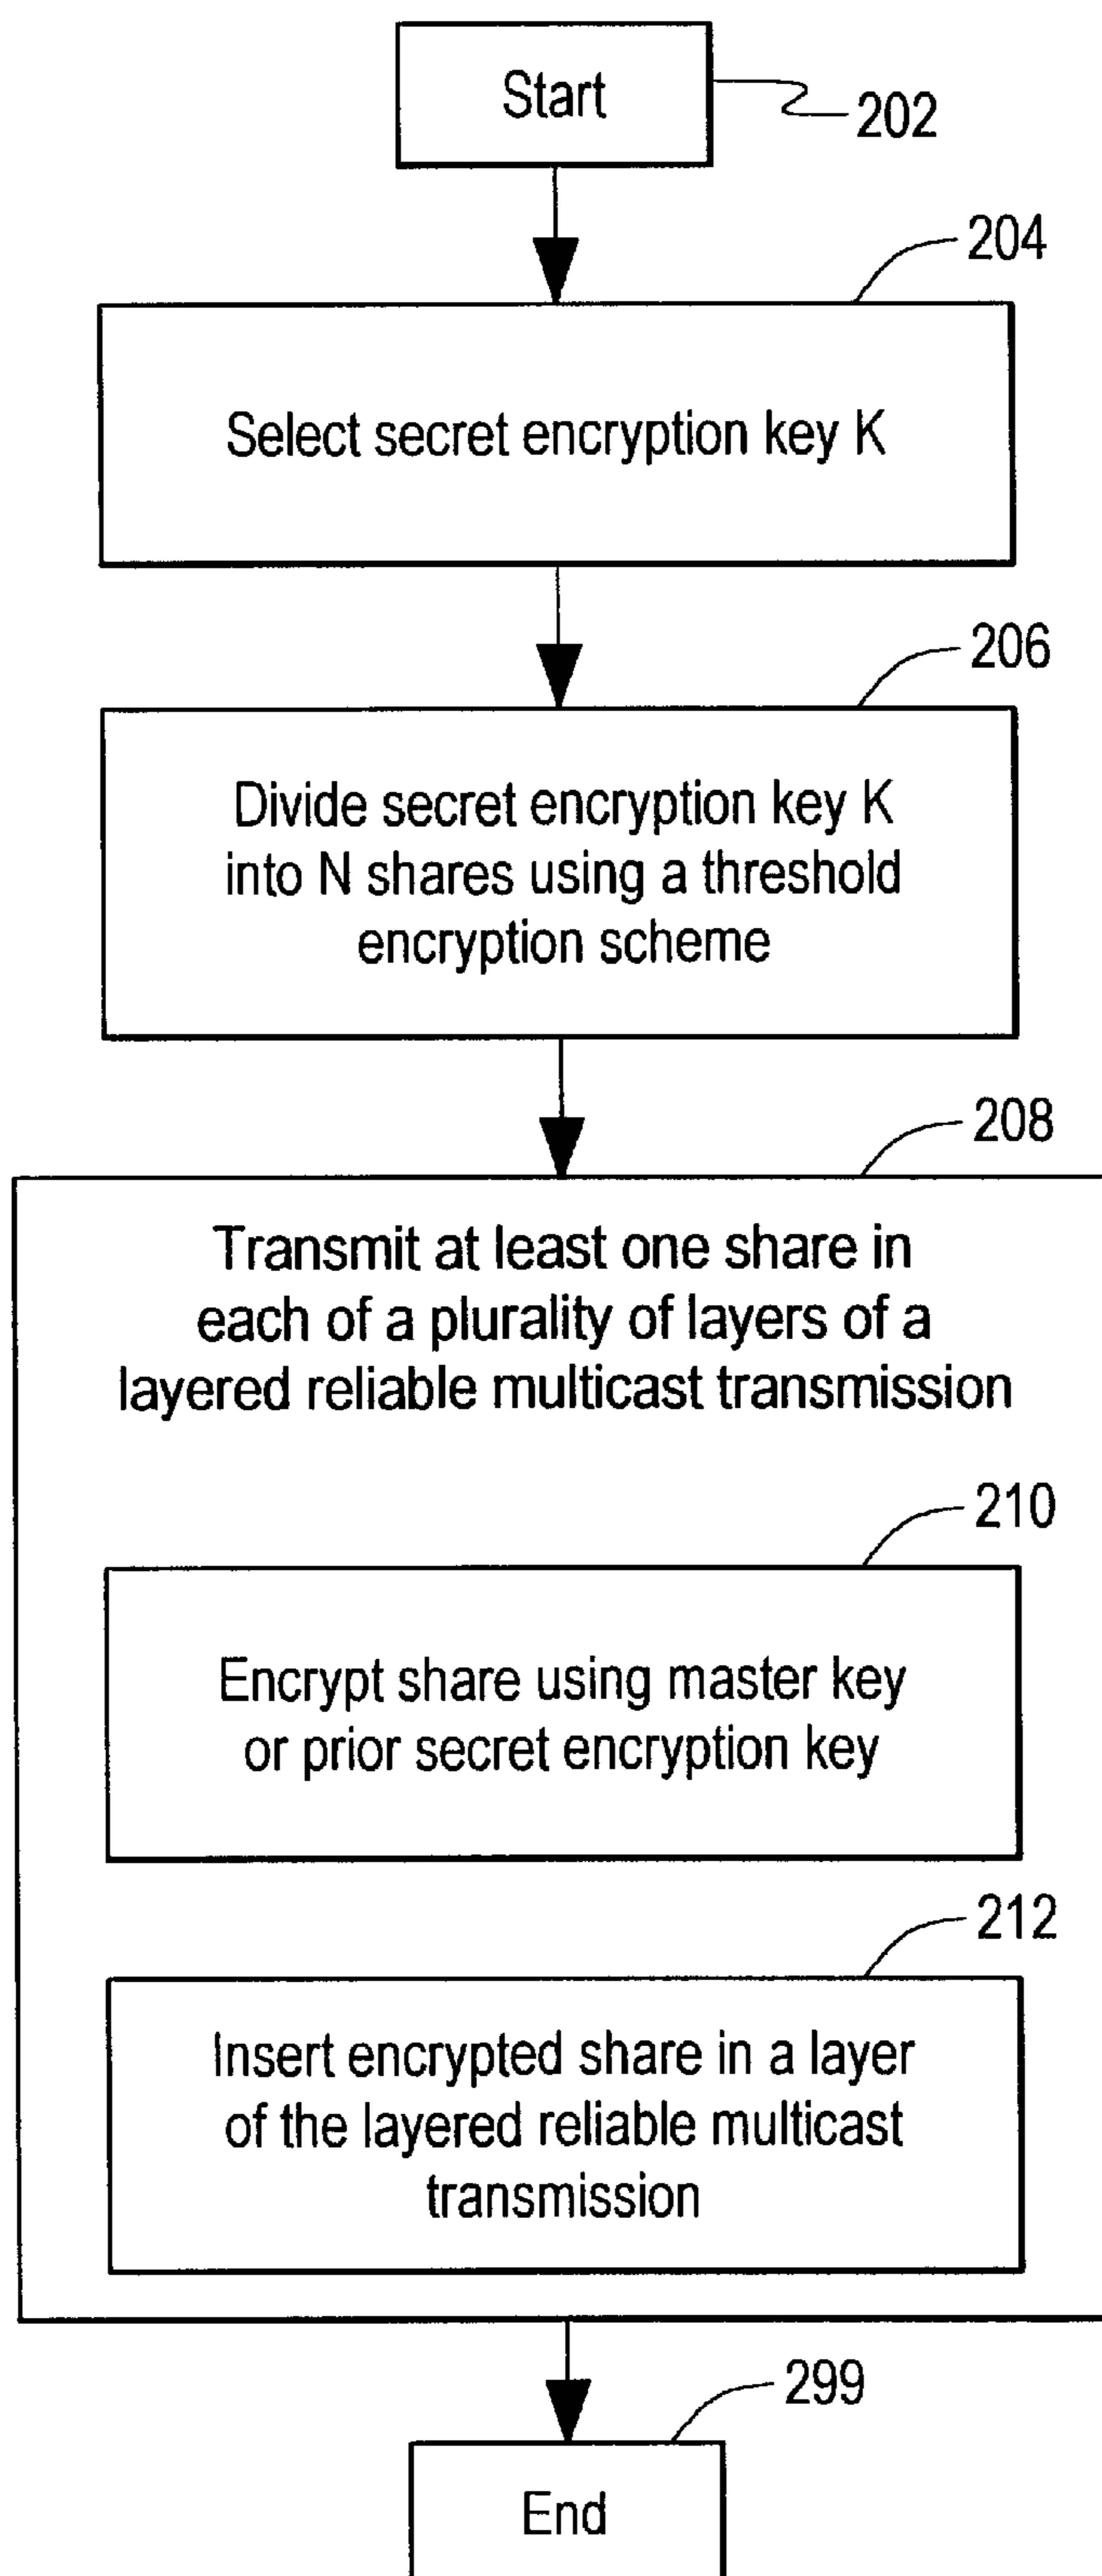 Start
202
204
Select secret encryption key K
206
Divide secret encryption key K
into N shares using a threshold
encryption scheme
208
Transmit at least one share in
each of a plurality of layers of a
layered reliable multicast transmission
210
Encrypt share using master key
or prior secret encryption key
212
Insert encrypted share in a layer
of the layered reliable multicast
transmission
299
End